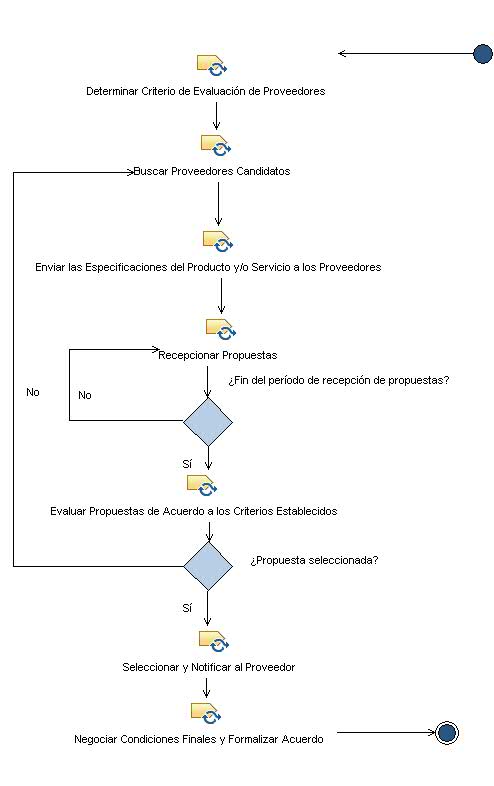 Determinar Criterio de Evaluación de Proveedores
Buscar Proveedores Candidatos
Enviar las Especificaciones del Producto y/o Servicio a los Proveedores
Recepcionar Propuestas
¿Fin del período de recepción de propuestas?
No
No
Sí
Evaluar Propuestas de Acuerdo a los Criterios Establecidos
¿Propuesta seleccionada?
Sí
Seleccionar y Notificar al Proveedor
Negociar Condiciones Finales y Formalizar Acuerdo